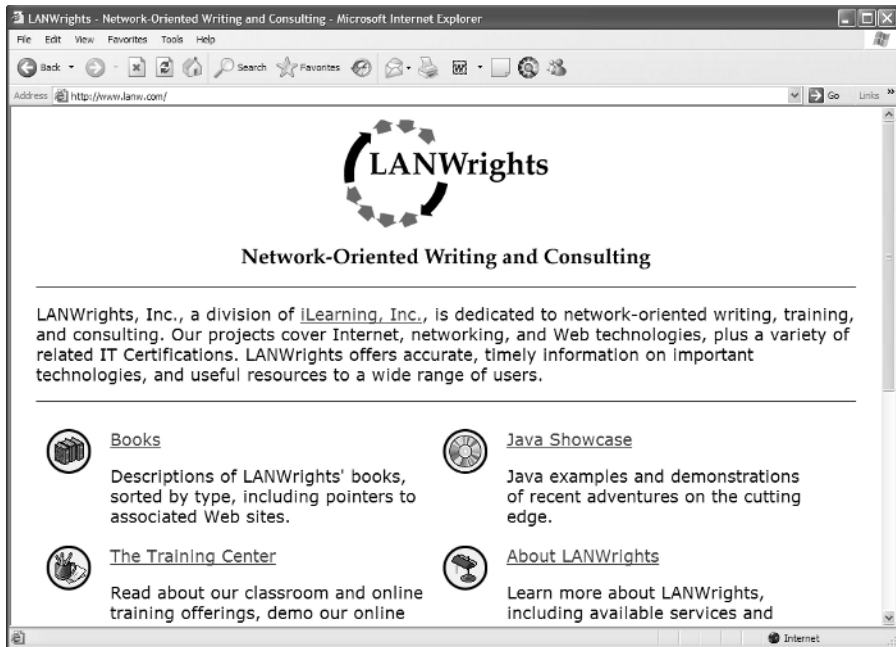 LANWrights - Network-Oriented Writing and Consulting - Microsoft Internet Explorer
File Edit View Favorites Tools Help
Back Search Favorites
Address http://www.lanw.com/ Go Links
LANWrights
Network-Oriented Writing and Consulting
LANWrights, Inc., a division of iLearning, Inc., is dedicated to network-oriented writing, training,
and consulting. Our projects cover Internet, networking, and Web technologies, plus a variety of
related IT Certifications. LANWrights offers accurate, timely information on important
technologies, and useful resources to a wide range of users.
Books
Descriptions of LANWrights' books,
sorted by type, including pointers to
associated Web sites.
Java Showcase
Java examples and demonstrations
of recent adventures on the cutting
edge.
The Training Center
Read about our classroom and online
training offerings, demo our online
About LANWrights
Learn more about LANWrights,
including available services and
Internet